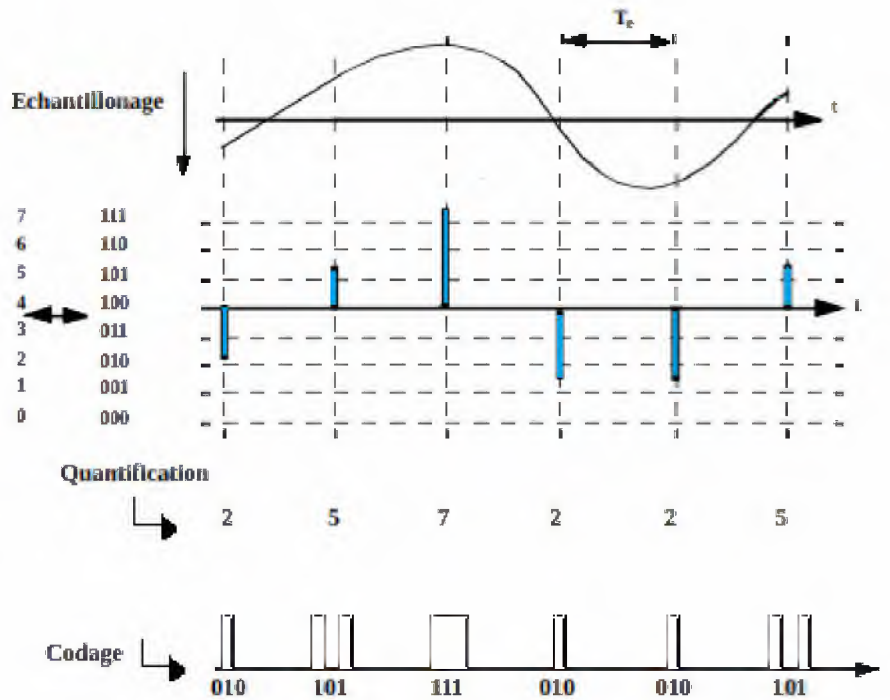 Te
Echantillonage
t
7 111
6 110
5 101
4 100
3 011
2 010
1 001
0 000
t
Quantification
2 5 7 2 2 5
Codage
010 101 111 010 010 101